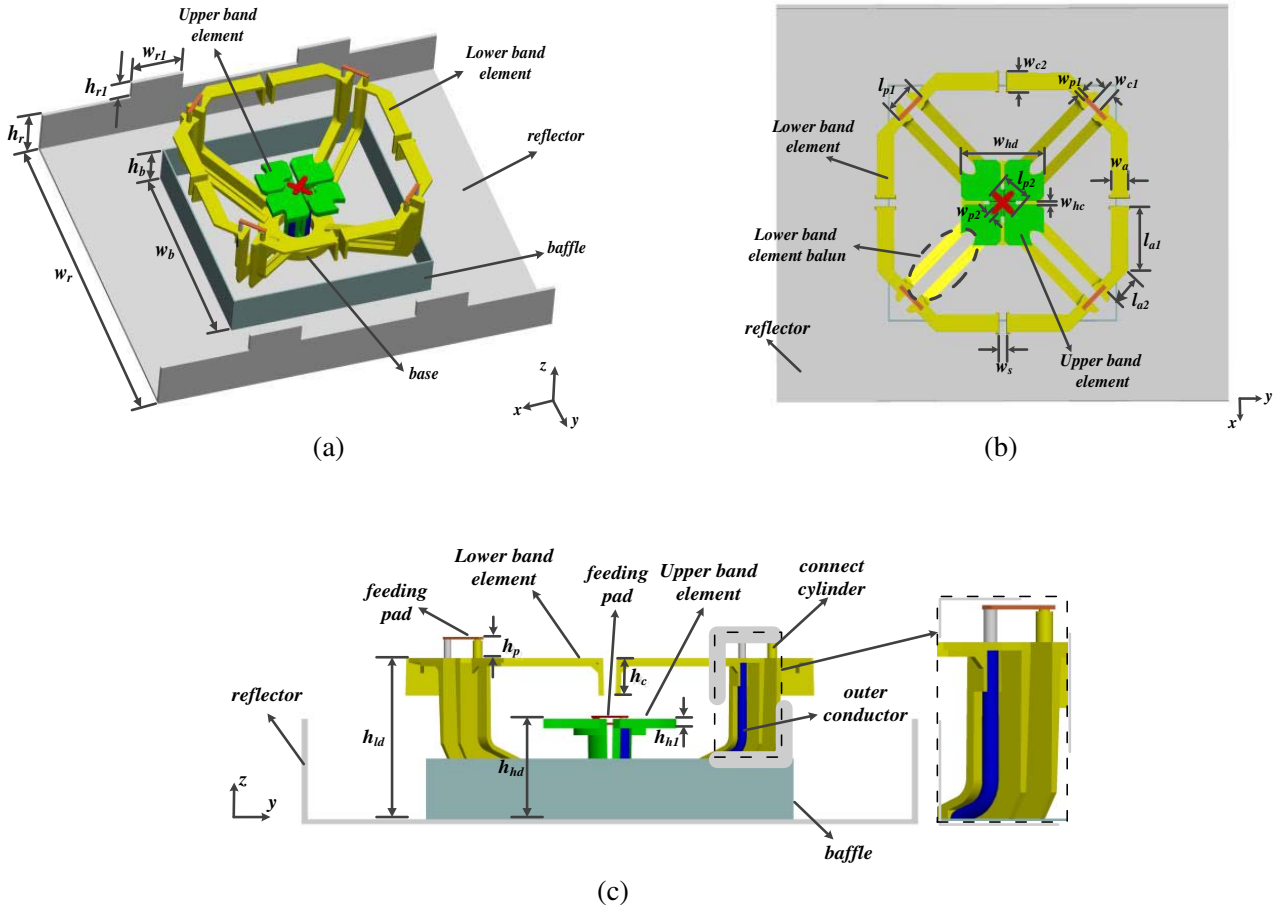 Upper band
element
w_r1
h_r1
Lower band
element
h_r
reflector
h_b
w_b
w_r
baffle
base
z
x
y
(a)
w_c2
w_p1
w_c1
l_p1
Lower band
element
w_hd
l_p2
w_a
w_hc
w_p2
Lower band
element balun
l_a1
l_a2
reflector
w_s
Upper band
element
y
x
(b)
Lower band
element
feeding
pad
Upper band
element
connect
cylinder
feeding
pad
h_p
h_c
reflector
outer
conductor
h_ld
h_h1
h_hd
z
y
baffle
(c)